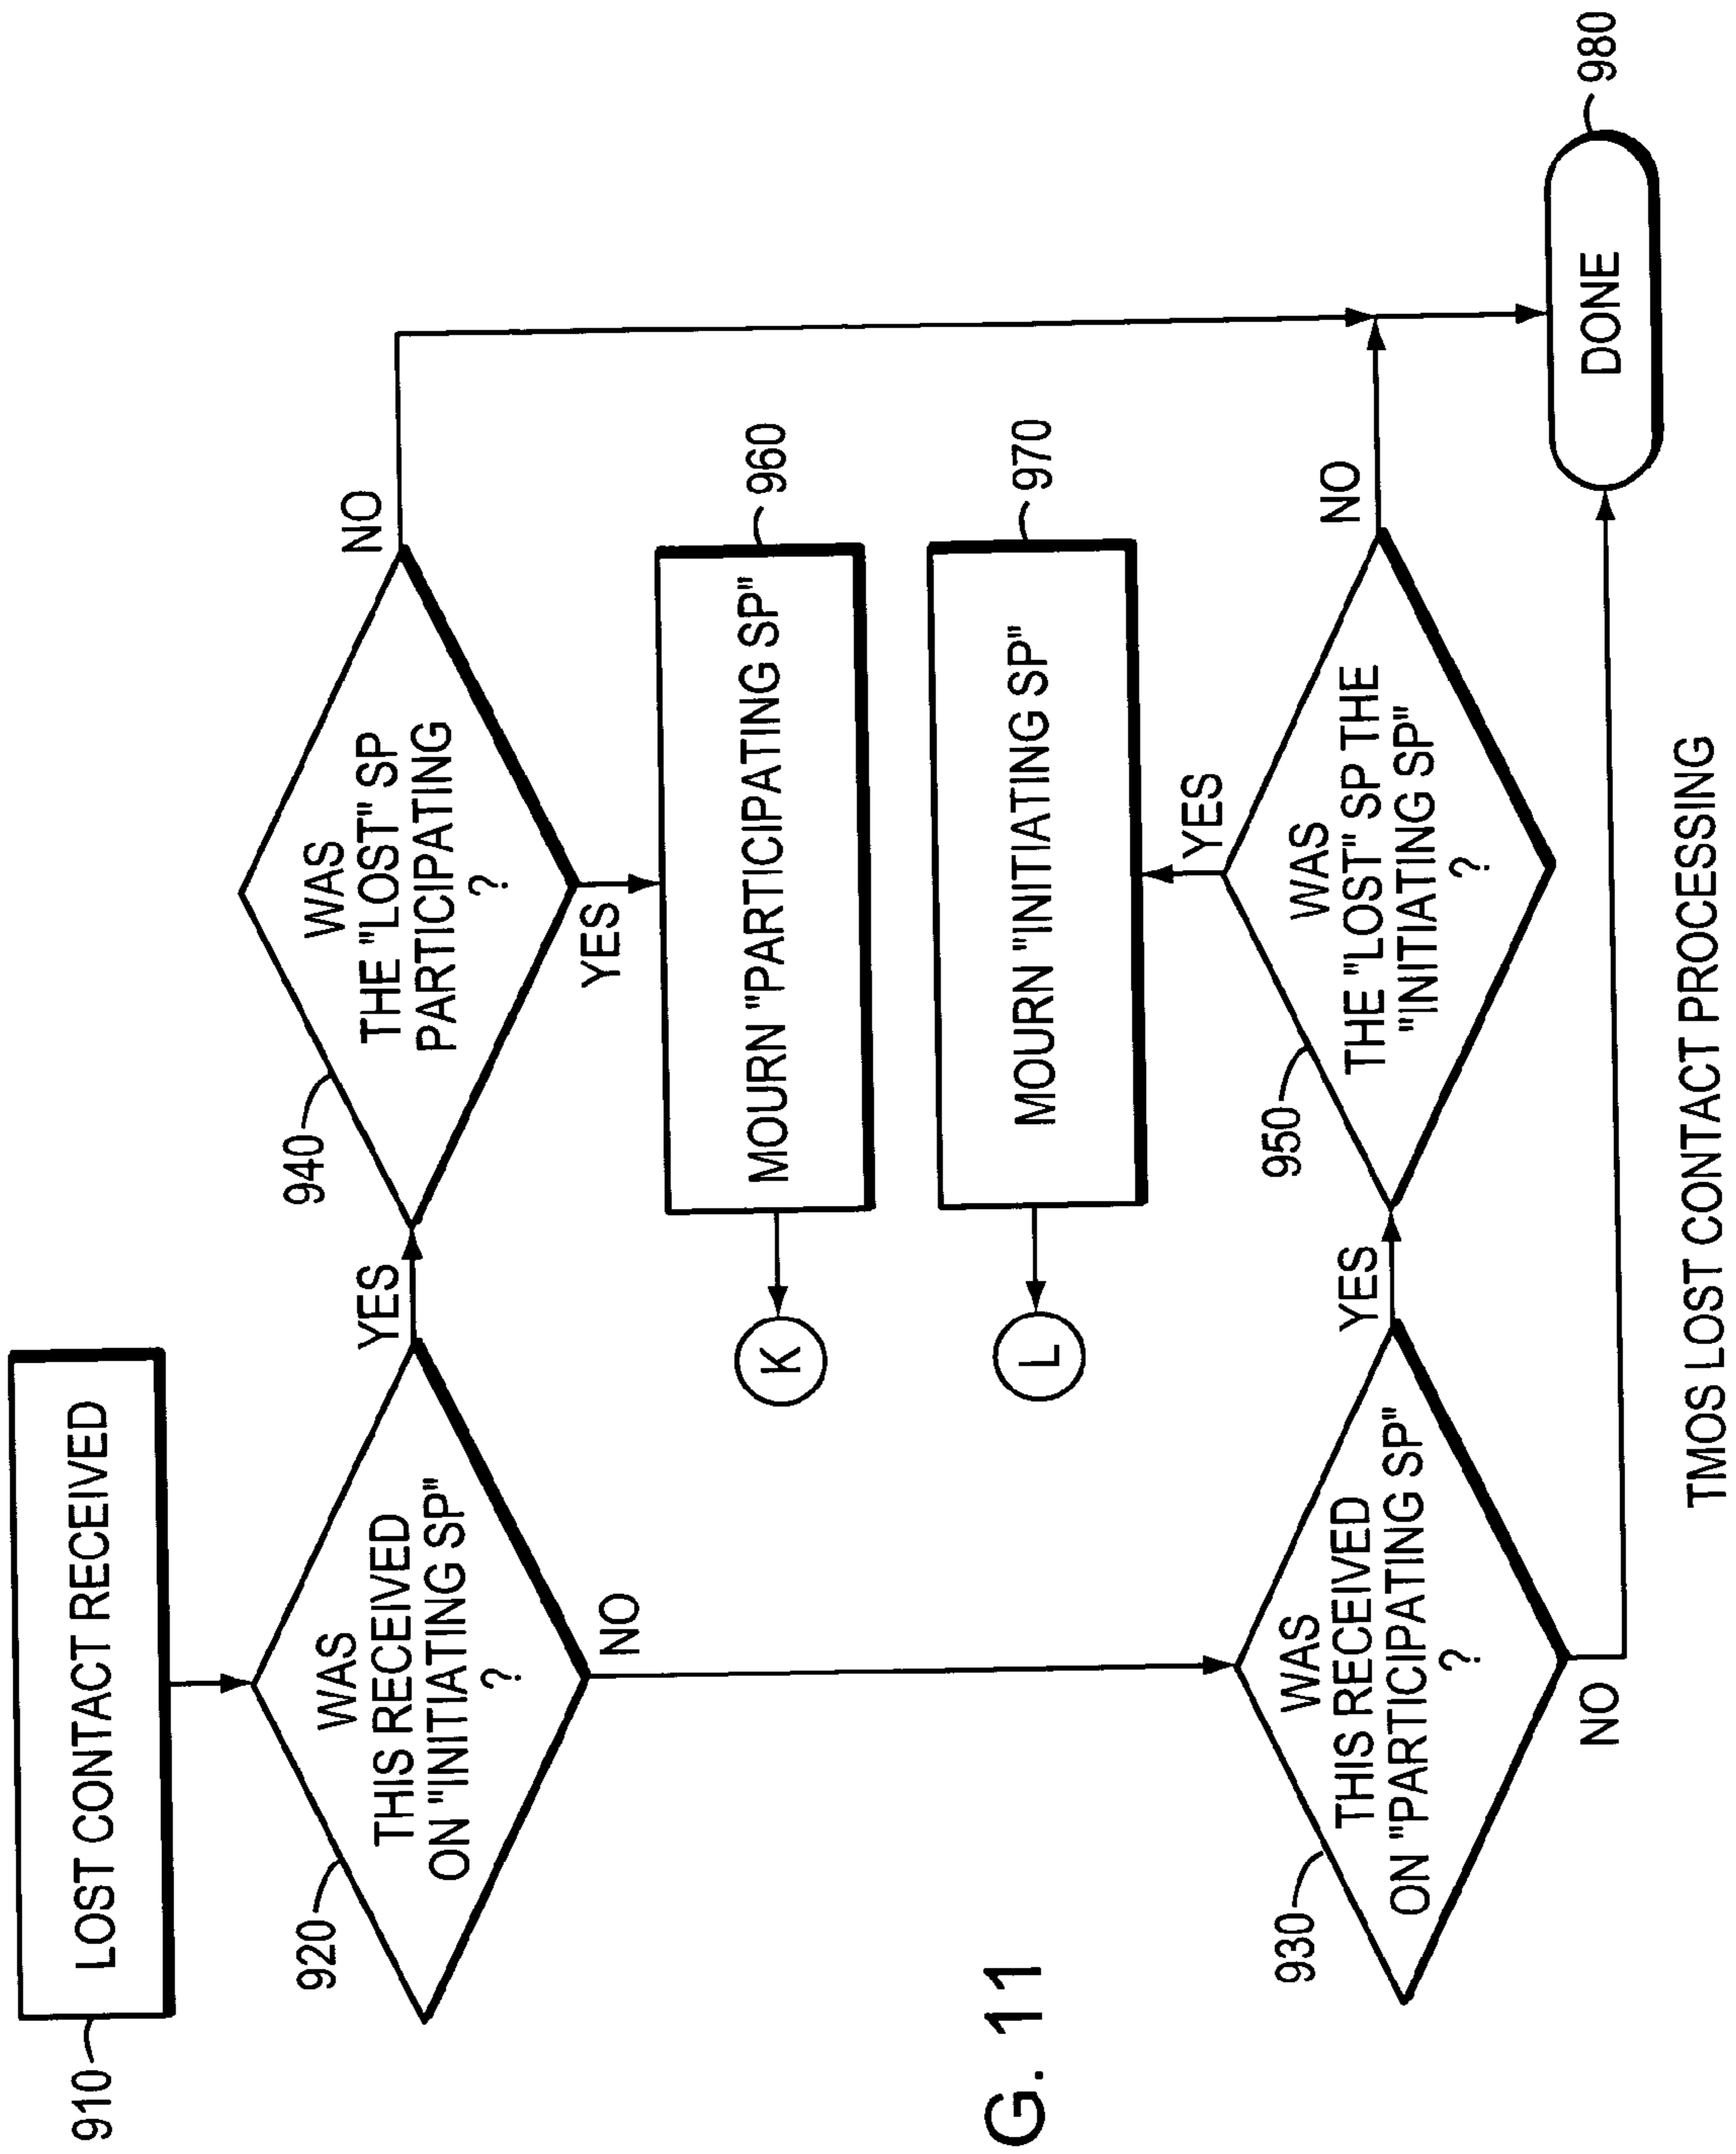 910
LOST CONTACT RECEIVED
920
WAS
THIS RECEIVED
ON "INITIATING SP"
?
YES
NO
940
WAS
THE "LOST" SP
PARTICIPATING
?
NO
YES
MOURN "PARTICIPATING SP"
960
K
MOURN "INITIATING SP"
970
L
930
WAS
THIS RECEIVED
ON "PARTICIPATING SP"
?
YES
NO
950
WAS
THE "LOST" SP THE
"INITIATING SP"
?
YES
NO
DONE
980
TMOS LOST CONTACT PROCESSING
G. 11